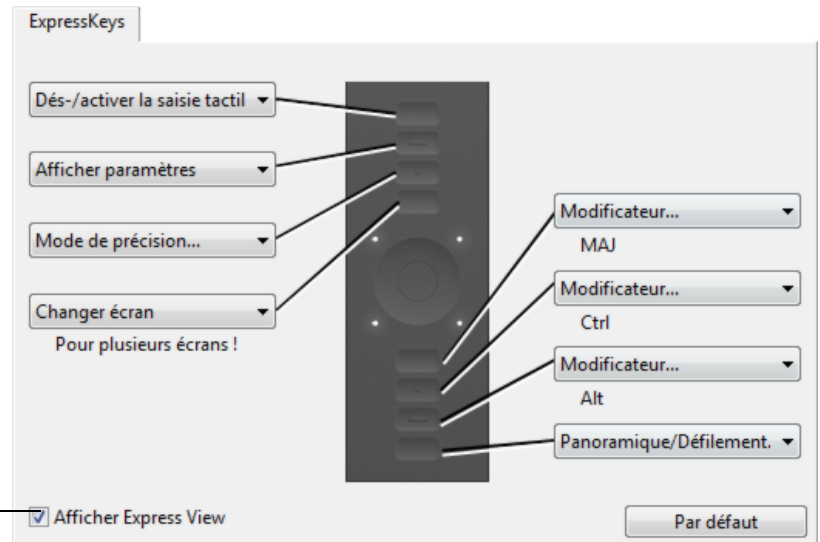 ExpressKeys
Dés-/activer la saisie tactil
Afficher paramètres
Mode de précision...
Changer écran
Pour plusieurs écrans !
Modificateur...
MAJ
Modificateur...
Ctrl
Modificateur...
Alt
Panoramique/Défilement.
Afficher Express View
Par défaut